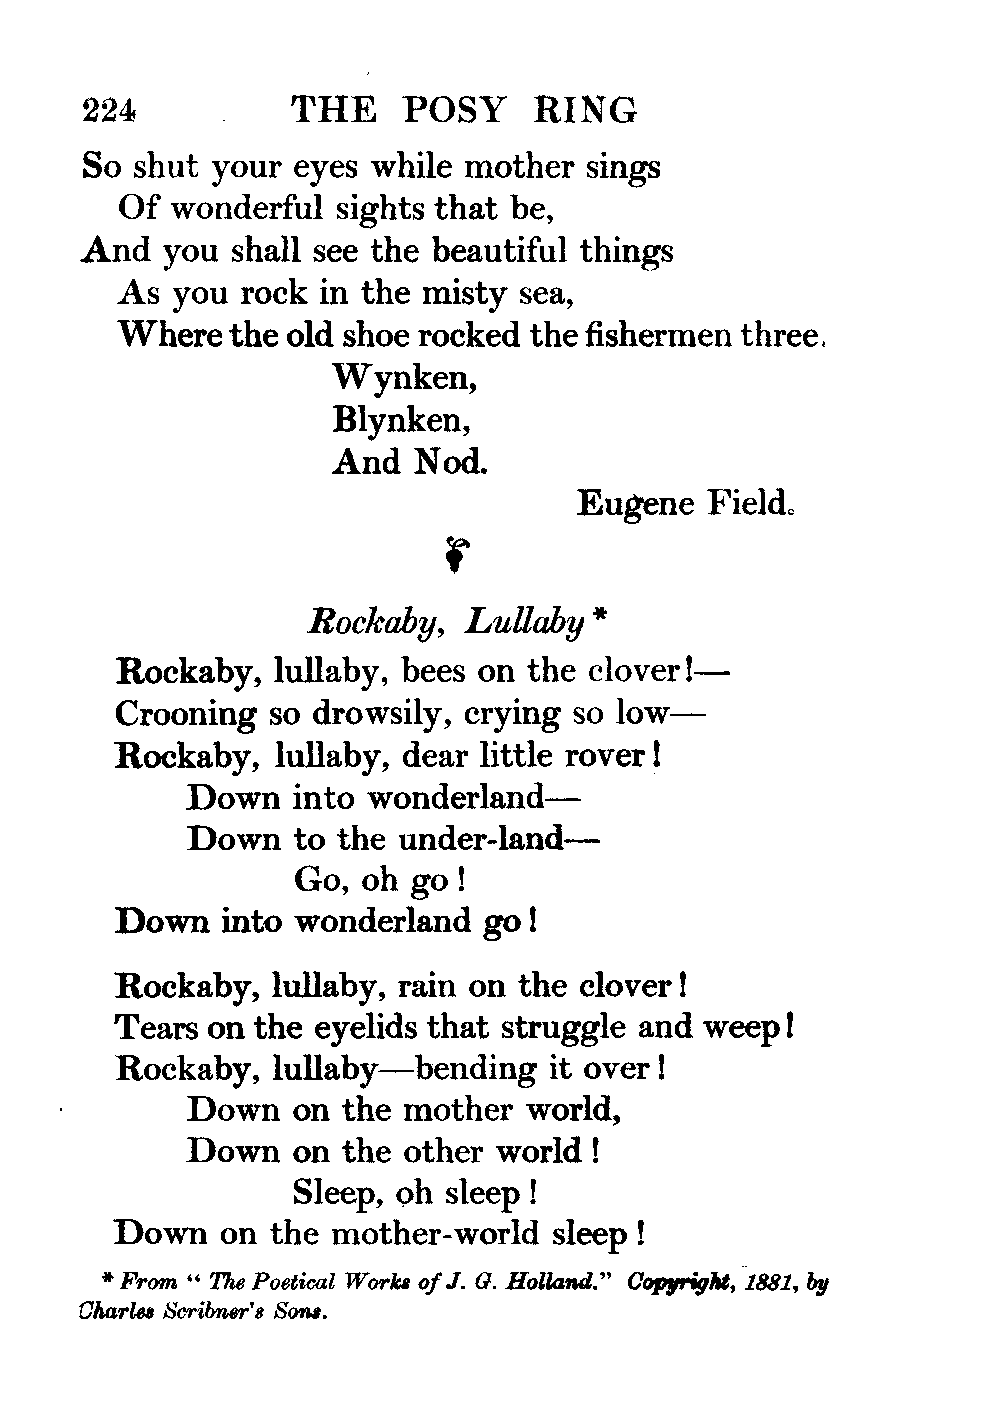 224 THE POSY RING
So shut your eyes while mother sings
Of wonderful sights that be,
And you shall see the beautiful things
As you rock in the misty sea,
Where the old shoe rocked the fishermen three.
Wynken,
Blynken,
And Nod.
Eugene Field.
Rockaby, Lullaby *
Rockaby, lullaby, bees on the clover!—
Crooning so drowsily, crying so low—
Rockaby, lullaby, dear little rover!
Down into wonderland—
Down to the under-land—
Go, oh go!
Down into wonderland go!
Rockaby, lullaby, rain on the clover!
Tears on the eyelids that struggle and weep!
Rockaby, lullaby—bending it over!
Down on the mother world,
Down on the other world!
Sleep, oh sleep!
Down on the mother-world sleep!
* From "The Poetical Works of J. G. Holland." Copyright, 1881, by
Charles Scribner's Sons.